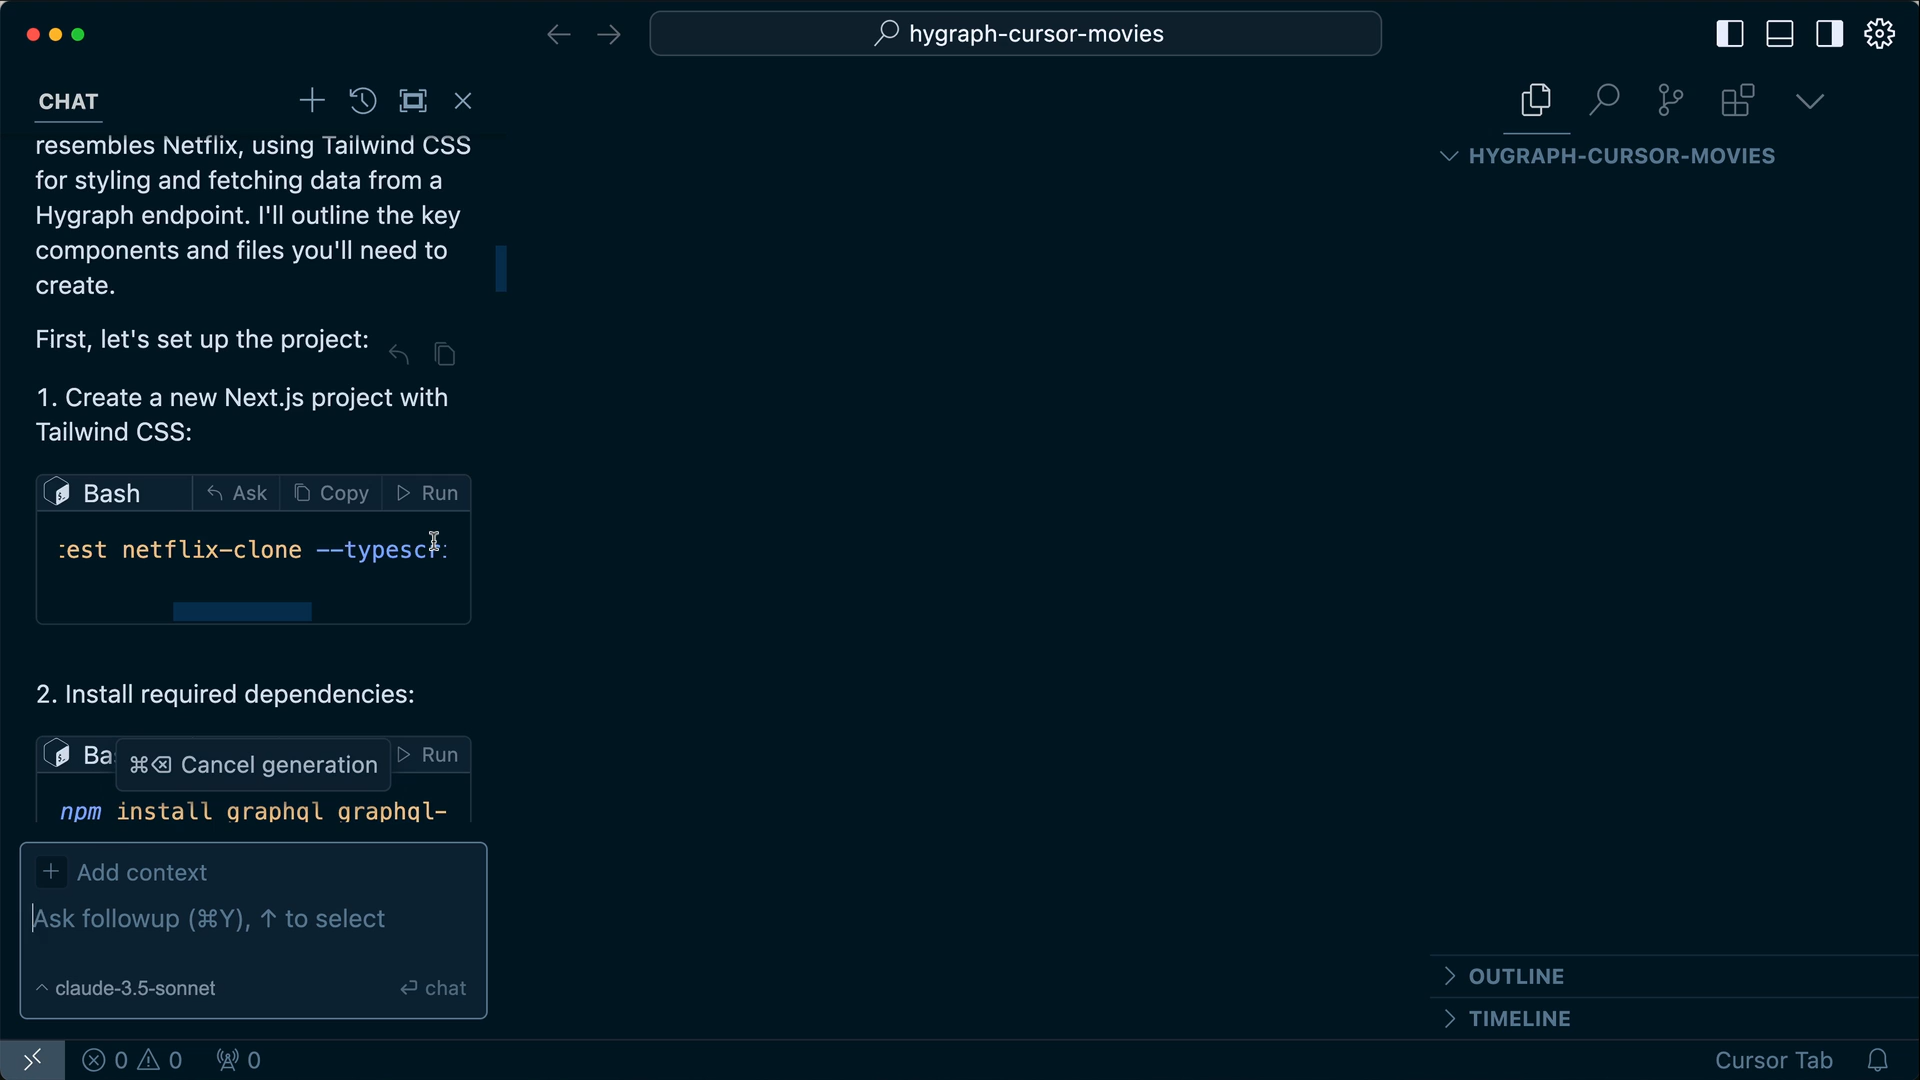 hygraph-cursor-movies
CHAT
resembles Netflix, using Tailwind CSS
for styling and fetching data from a
Hygraph endpoint. I'll outline the key
components and files you'll need to
create.
First, let's set up the project:
1. Create a new Next.js project with
Tailwind CSS:
Bash Ask Copy Run
test netflix-clone --typescri
2. Install required dependencies:
Bas Run
⌘⌫ Cancel generation
npm install graphql graphql-
+ Add context
Ask followup (⌘Y), ↑ to select
claude-3.5-sonnet
chat
HYGRAPH-CURSOR-MOVIES
OUTLINE
TIMELINE
0 0 0
Cursor Tab